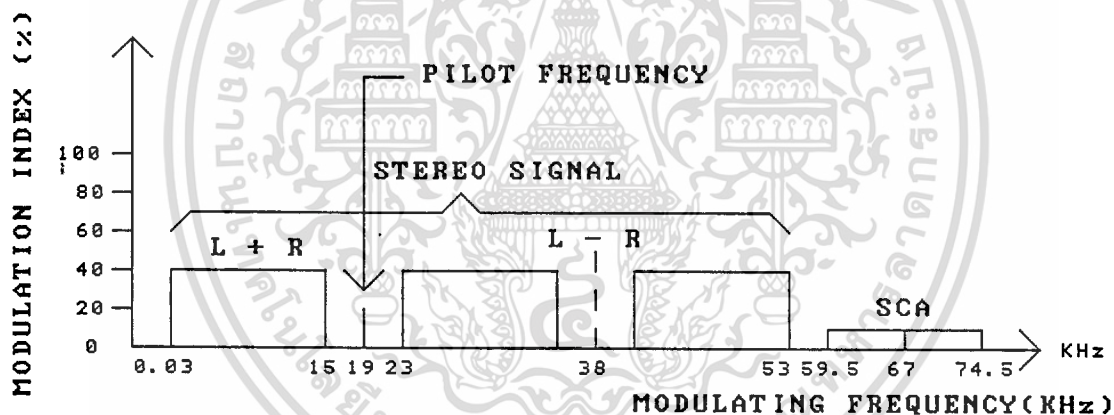 MODULATION INDEX (%)
PILOT FREQUENCY
STEREO SIGNAL
100
80
60
40
20
0
L + R
L - R
SCA
0.03 15 19 23 38 53 59.5 67 74.5 KHz
MODULATING FREQUENCY(KHz)